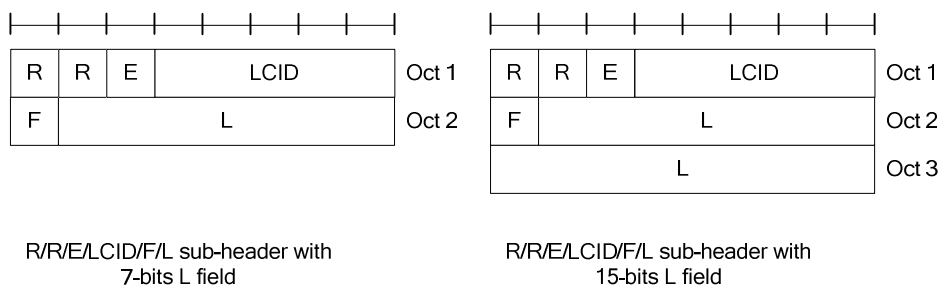 R R E LCID Oct 1
F L Oct 2
R/R/E/LCID/F/L sub-header with
7-bits L field
R R E LCID Oct 1
F L Oct 2
L Oct 3
R/R/E/LCID/F/L sub-header with
15-bits L field